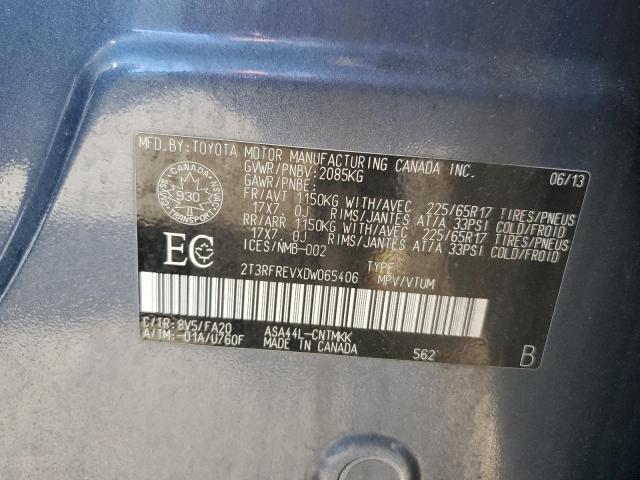 MFD.BY:TOYOTA MOTOR MANUFACTURING CANADA INC. 06/13
GVWR/PNBV:2085KG
GAWR/PNBE:
FR/AVT 1150KG WITH/AVEC 225/65R17 TIRES/PNEUS
17X7.0J RIMS/JANTES AT/A 33PSI COLD/FROID
RR/ARR 1150KG WITH/AVEC 225/65R17 TIRES/PNEUS
17X7.0J RIMS/JANTES AT/A 33PSI COLD/FROID
ICES/NMB-002
930
TRANSPORT
EC
2T3RFREVXDW065406 TYPE MPV/VTUM
C/TR:8V5/FA20 ASA44L-CNTMKK
A/TM:-01A/U760F MADE IN CANADA 562 B